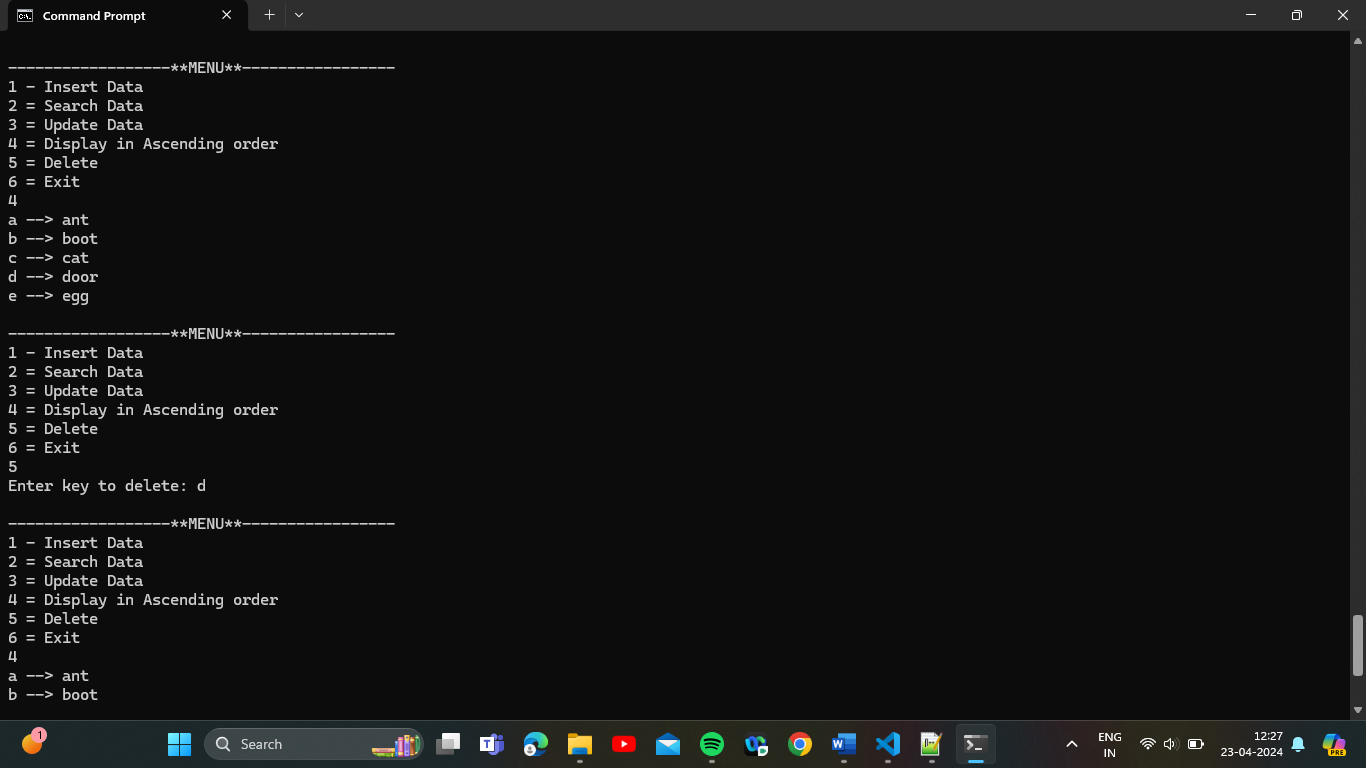 Command Prompt
------------------**MENU**-----------------
1 - Insert Data
2 = Search Data
3 = Update Data
4 = Display in Ascending order
5 = Delete
6 = Exit
4
a --> ant
b --> boot
c --> cat
d --> door
e --> egg
------------------**MENU**-----------------
1 - Insert Data
2 = Search Data
3 = Update Data
4 = Display in Ascending order
5 = Delete
6 = Exit
5
Enter key to delete: d
------------------**MENU**-----------------
1 - Insert Data
2 = Search Data
3 = Update Data
4 = Display in Ascending order
5 = Delete
6 = Exit
4
a --> ant
b --> boot
1
Search
ENG
IN
12:27
23-04-2024
PRE